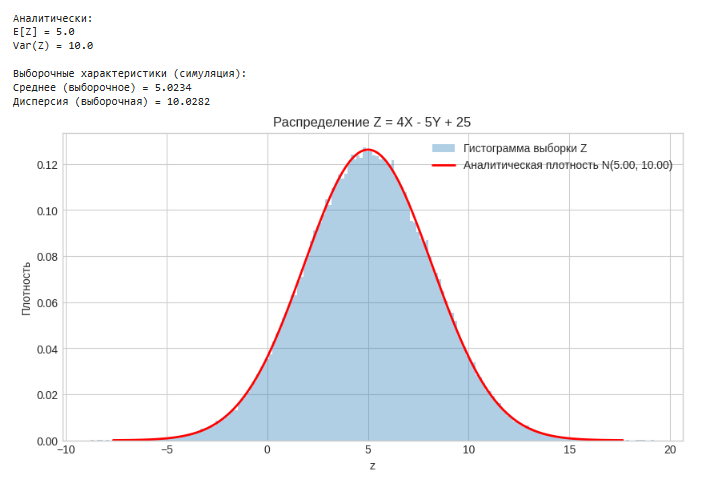 Аналитически:
E[Z] = 5.0
Var(Z) = 10.0
Выборочные характеристики (симуляция):
Среднее (выборочное) = 5.0234
Дисперсия (выборочная) = 10.0282
Распределение Z = 4X - 5Y + 25
Гистограмма выборки Z
Аналитическая плотность N(5.00, 10.00)
Плотность
0.12
0.10
0.08
0.06
0.04
0.02
0.00
−10 −5 0 5 10 15 20
z